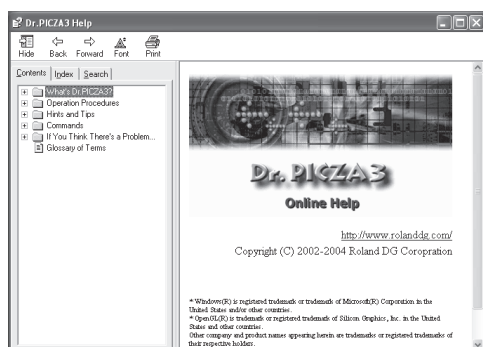 Dr.PICZA3 Help
Hide Back Forward Font Print
Contents Index Search
What's Dr.PICZA3?
Operation Procedures
Hints and Tips
Commands
If You Think There's a Problem...
Glossary of Terms
Dr. PICZA3
Online Help
http://www.rolanddg.com/
Copyright (C) 2002-2004 Roland DG Coropration
* Windows(R) is registered trademark or trademark of Microsoft(R) Corporation in the
United States and/or other countries.
* OpenGL(R) is trademark or registered trademark of Silicon Graphics, Inc. in the United
States and other countries.
Other company and product names appearing herein are trademarks or registered trademarks of
their respective holders.